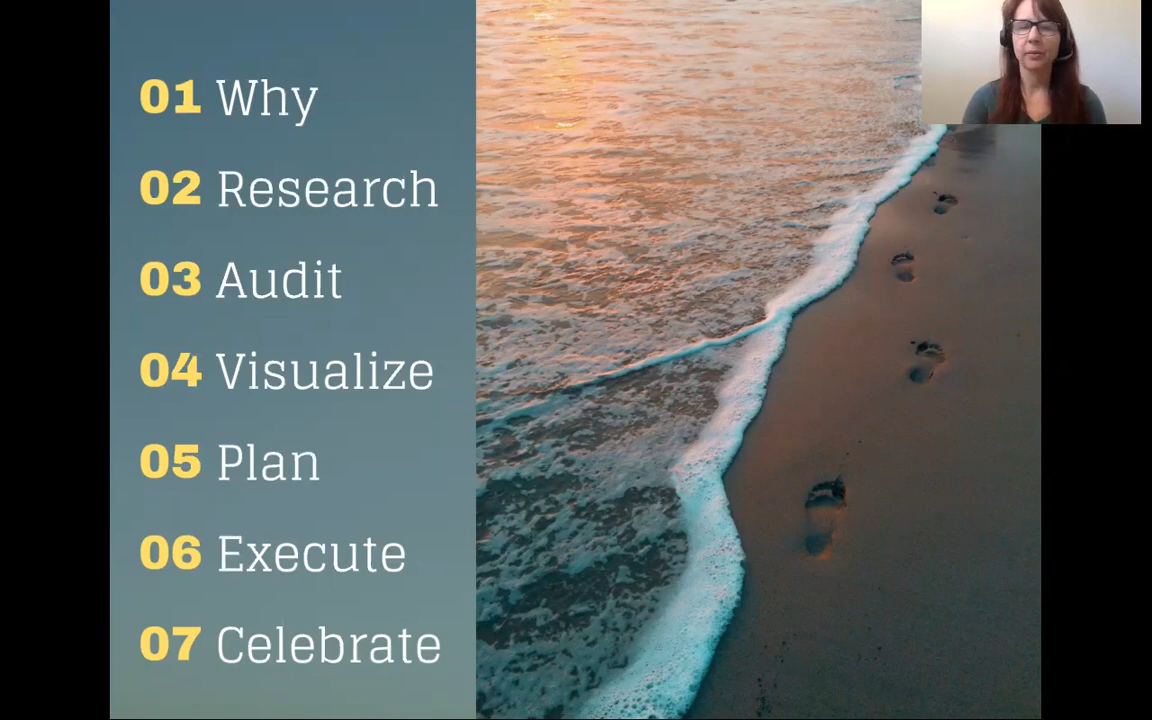 01 Why
02 Research
03 Audit
04 Visualize
05 Plan
06 Execute
07 Celebrate